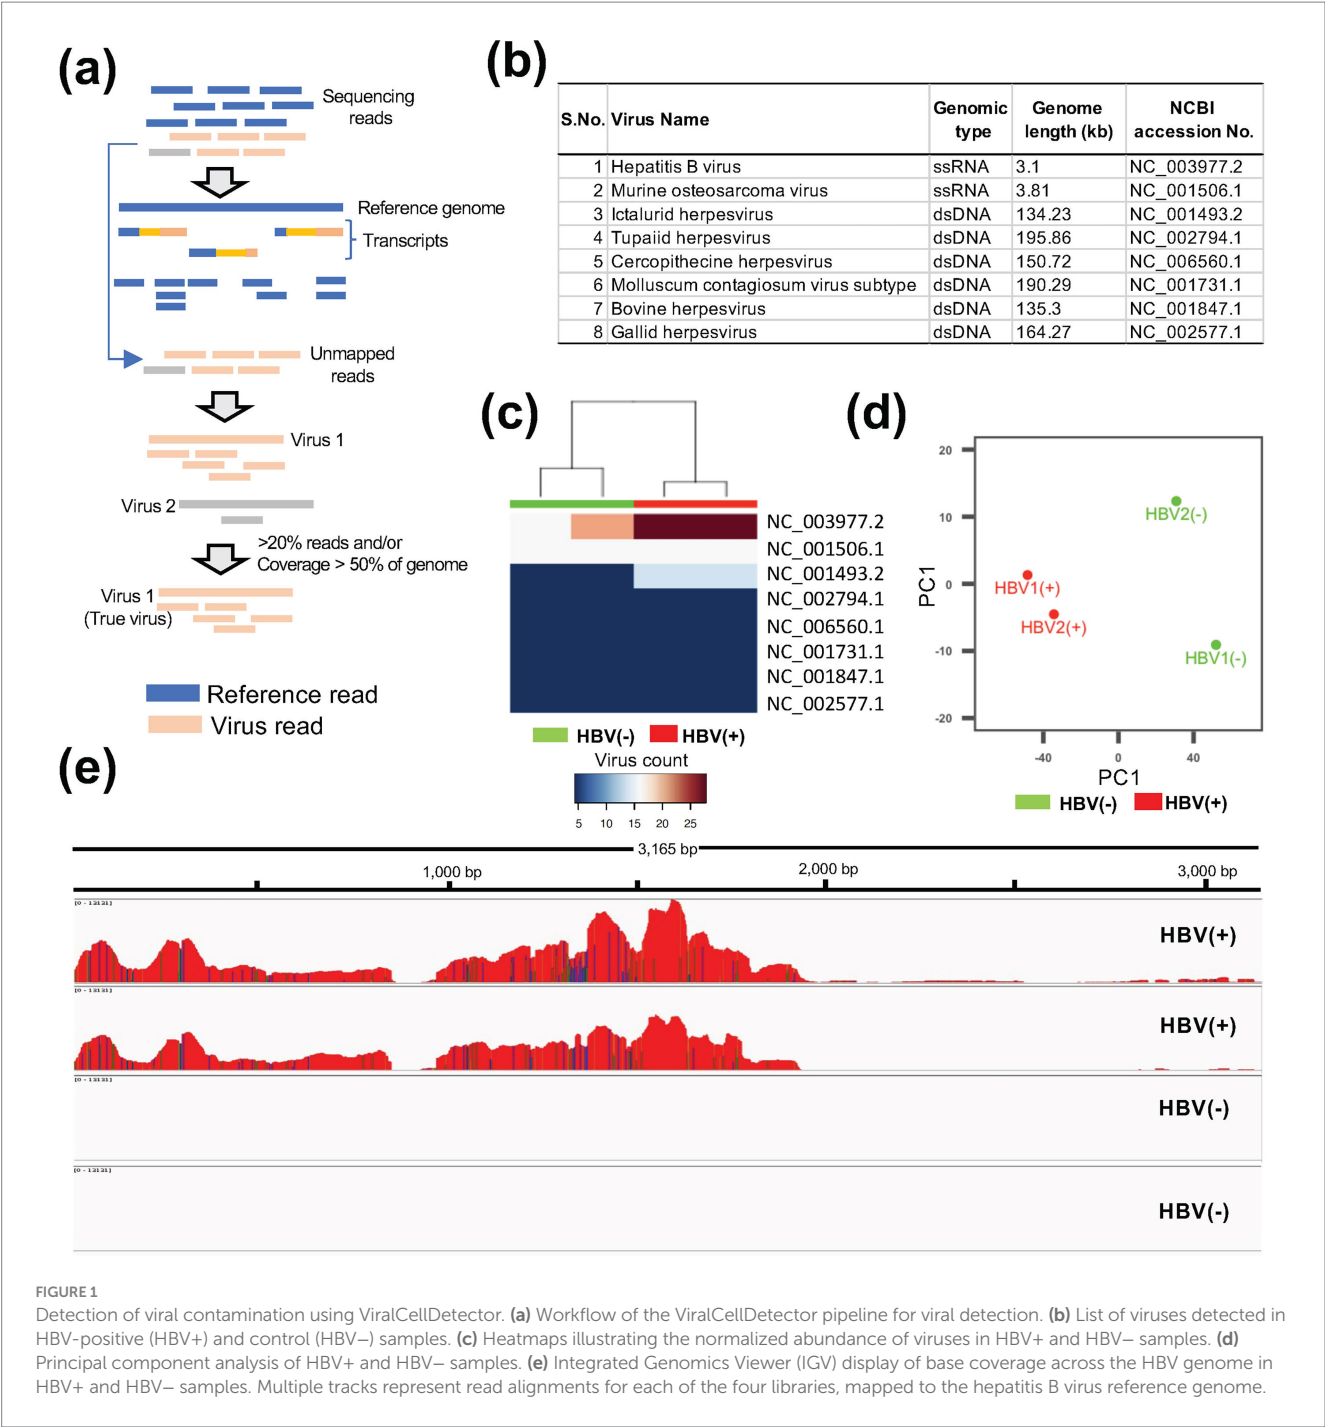 (a)
Sequencing
reads
Reference genome
Transcripts
Unmapped
reads
Virus 1
Virus 2
>20% reads and/or
Coverage > 50% of genome
Virus 1
(True virus)
Reference read
Virus read
(b)
S.No. Virus Name Genomic type Genome length (kb) NCBI accession No.
1 Hepatitis B virus ssRNA 3.1 NC_003977.2
2 Murine osteosarcoma virus ssRNA 3.81 NC_001506.1
3 Ictalurid herpesvirus dsDNA 134.23 NC_001493.2
4 Tupaiid herpesvirus dsDNA 195.86 NC_002794.1
5 Cercopithecine herpesvirus dsDNA 150.72 NC_006560.1
6 Molluscum contagiosum virus subtype dsDNA 190.29 NC_001731.1
7 Bovine herpesvirus dsDNA 135.3 NC_001847.1
8 Gallid herpesvirus dsDNA 164.27 NC_002577.1
(c)
NC_003977.2
NC_001506.1
NC_001493.2
NC_002794.1
NC_006560.1
NC_001731.1
NC_001847.1
NC_002577.1
HBV(-) HBV(+)
Virus count
5 10 15 20 25
(d)
PC1
20
10
0
-10
-20
HBV2(-)
HBV1(+)
HBV2(+)
HBV1(-)
-40 0 40
PC1
HBV(-) HBV(+)
(e)
3,165 bp
1,000 bp 2,000 bp 3,000 bp
[0 - 13131]
HBV(+)
[0 - 13131]
HBV(+)
[0 - 13131]
HBV(-)
[0 - 13131]
HBV(-)
FIGURE 1
Detection of viral contamination using ViralCellDetector. (a) Workflow of the ViralCellDetector pipeline for viral detection. (b) List of viruses detected in
HBV-positive (HBV+) and control (HBV−) samples. (c) Heatmaps illustrating the normalized abundance of viruses in HBV+ and HBV− samples. (d)
Principal component analysis of HBV+ and HBV− samples. (e) Integrated Genomics Viewer (IGV) display of base coverage across the HBV genome in
HBV+ and HBV− samples. Multiple tracks represent read alignments for each of the four libraries, mapped to the hepatitis B virus reference genome.